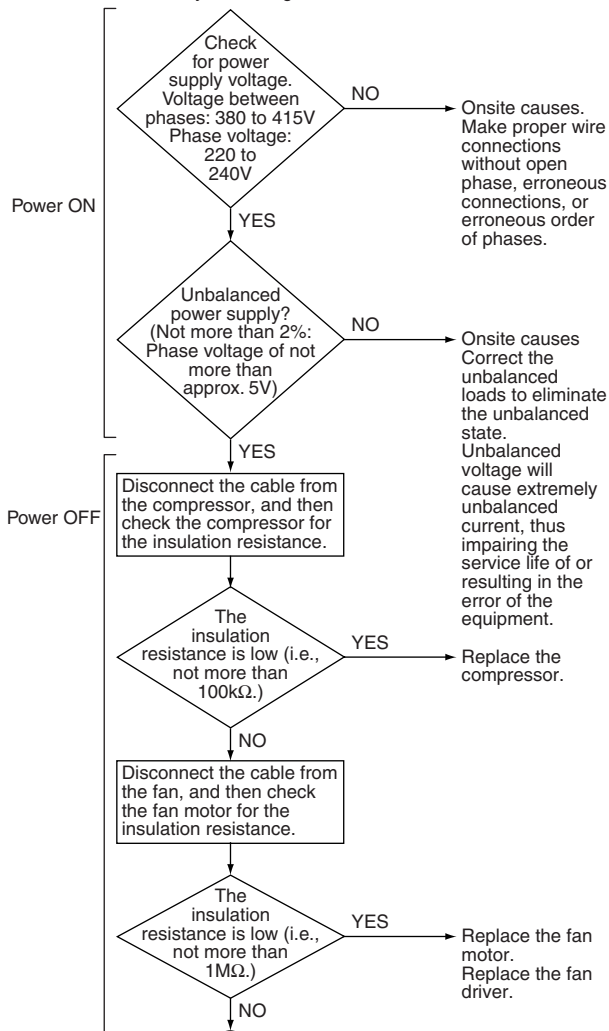 Check
for power
supply voltage.
Voltage between
phases: 380 to 415V
Phase voltage:
220 to
240V
NO
Onsite causes.
Make proper wire
connections
without open
phase, erroneous
connections, or
erroneous order
of phases.
Power ON
YES
Unbalanced
power supply?
(Not more than 2%:
Phase voltage of not
more than
approx. 5V)
NO
Onsite causes
Correct the
unbalanced
loads to eliminate
the unbalanced
state.
Unbalanced
voltage will
cause extremely
unbalanced
current, thus
impairing the
service life of or
resulting in the
error of the
equipment.
YES
Power OFF
Disconnect the cable from
the compressor, and then
check the compressor for
the insulation resistance.
The
insulation
resistance is low (i.e.,
not more than
100kΩ.)
YES
Replace the
compressor.
NO
Disconnect the cable from
the fan, and then check
the fan motor for the
insulation resistance.
The
insulation
resistance is low (i.e.,
not more than
1MΩ.)
YES
Replace the fan
motor.
Replace the fan
driver.
NO